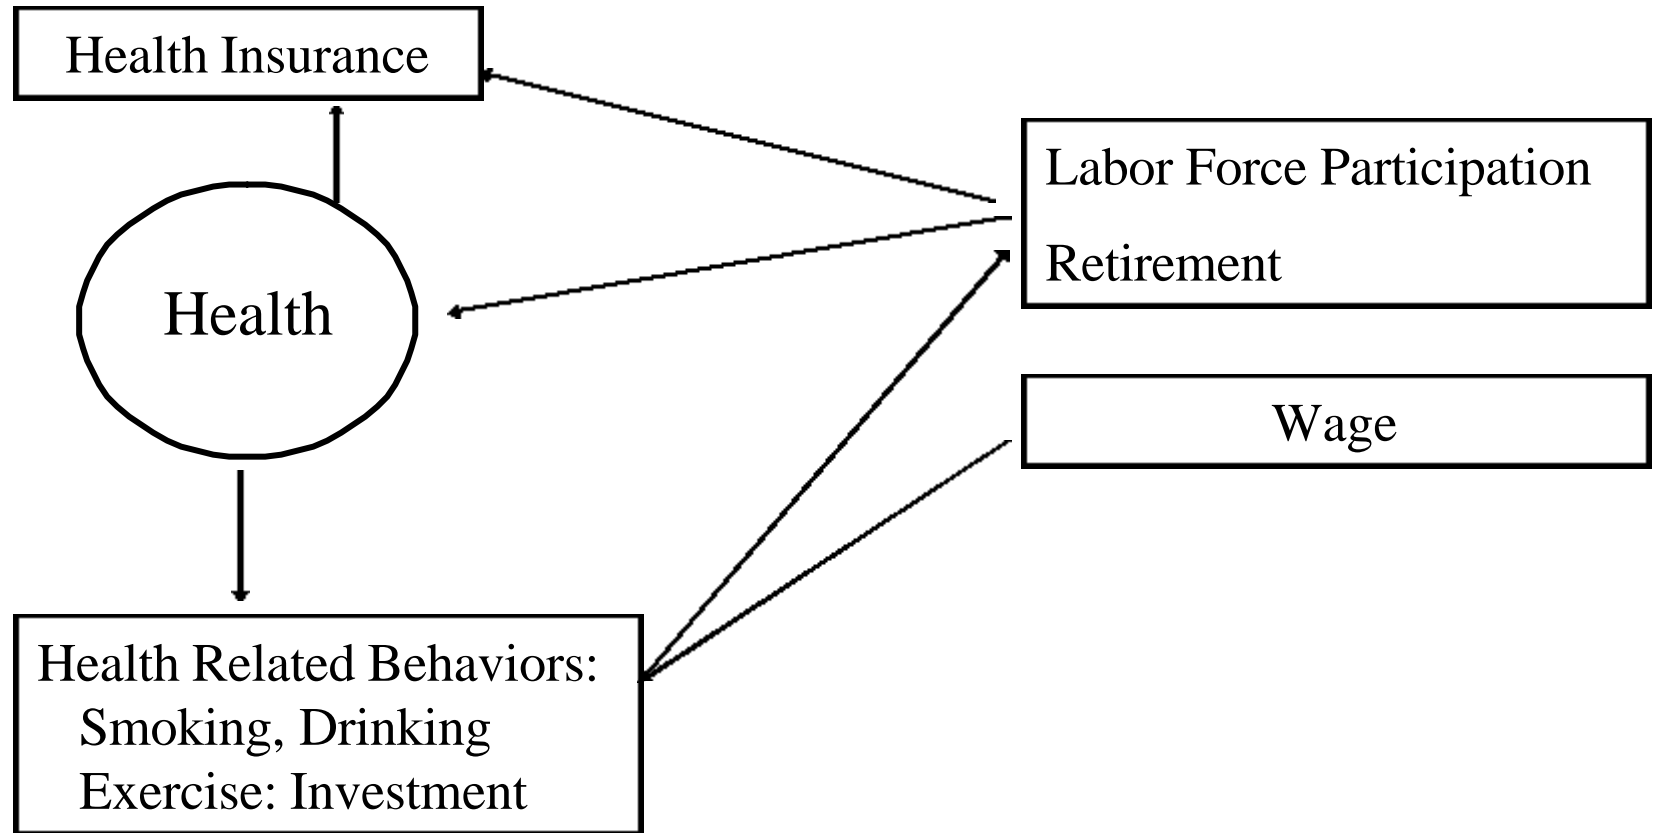 Health Insurance
Labor Force Participation
Retirement
Health
Wage
Health Related Behaviors:
Smoking, Drinking
Exercise: Investment